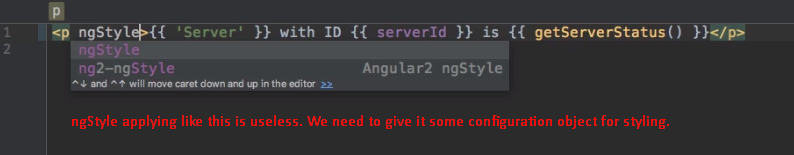 p
1 <p ngStyle>{{ 'Server' }} with ID {{ serverId }} is {{ getServerStatus() }}</p>
2
ngStyle
ng2-ngStyle Angular2 ngStyle
^↓ and ^↑ will move caret down and up in the editor >>
ngStyle applying like this is useless. We need to give it some configuration object for styling.